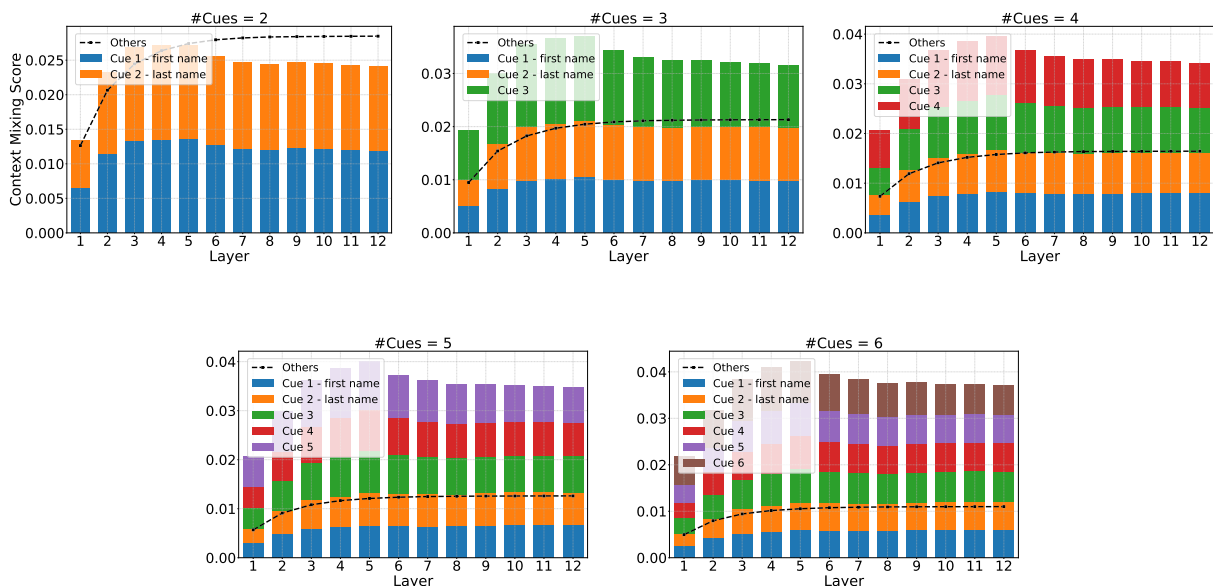 #Cues = 2
Context Mixing Score
0.025
0.020
0.015
0.010
0.005
0.000
Others
Cue 1 - first name
Cue 2 - last name
1 2 3 4 5 6 7 8 9 10 11 12
Layer
#Cues = 3
0.03
0.02
0.01
0.00
Others
Cue 1 - first name
Cue 2 - last name
Cue 3
1 2 3 4 5 6 7 8 9 10 11 12
Layer
#Cues = 4
0.04
0.03
0.02
0.01
0.00
Others
Cue 1 - first name
Cue 2 - last name
Cue 3
Cue 4
1 2 3 4 5 6 7 8 9 10 11 12
Layer
#Cues = 5
0.04
0.03
0.02
0.01
0.00
Others
Cue 1 - first name
Cue 2 - last name
Cue 3
Cue 4
Cue 5
1 2 3 4 5 6 7 8 9 10 11 12
Layer
#Cues = 6
0.04
0.03
0.02
0.01
0.00
Others
Cue 1 - first name
Cue 2 - last name
Cue 3
Cue 4
Cue 5
Cue 6
1 2 3 4 5 6 7 8 9 10 11 12
Layer